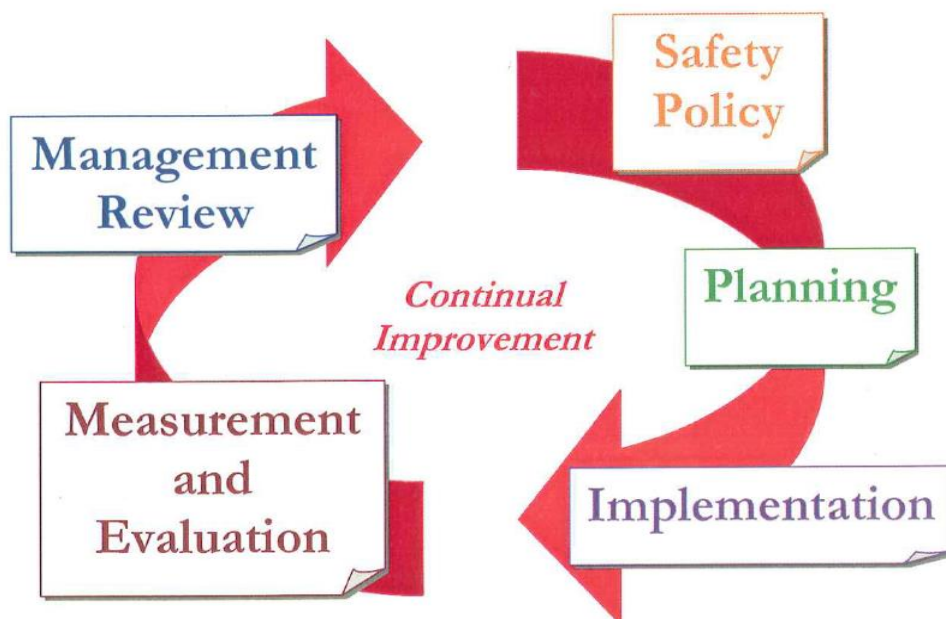 Safety
Policy
Management
Review
Planning
Continual
Improvement
Measurement
and
Evaluation
Implementation